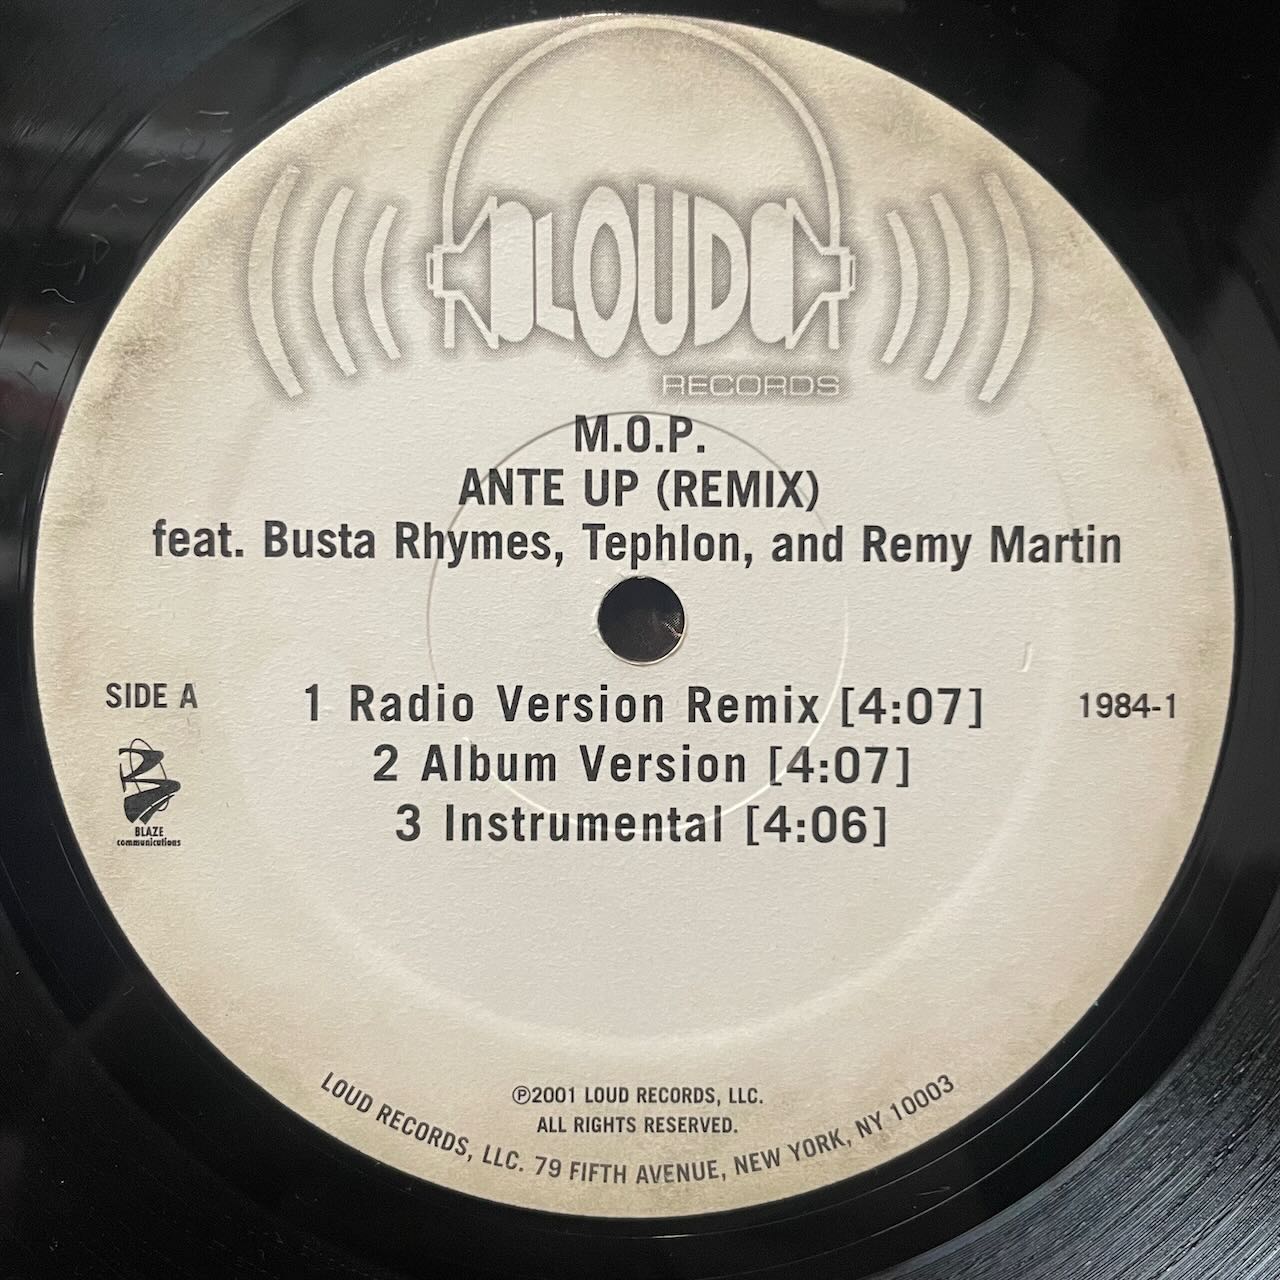 LOUD
RECORDS
M.O.P.
ANTE UP (REMIX)
feat. Busta Rhymes, Tephlon, and Remy Martin
SIDE A
1 Radio Version Remix [4:07]
1984-1
2 Album Version [4:07]
3 Instrumental [4:06]
BLAZE
communications
℗2001 LOUD RECORDS, LLC.
ALL RIGHTS RESERVED.
LOUD RECORDS, LLC. 79 FIFTH AVENUE, NEW YORK, NY 10003